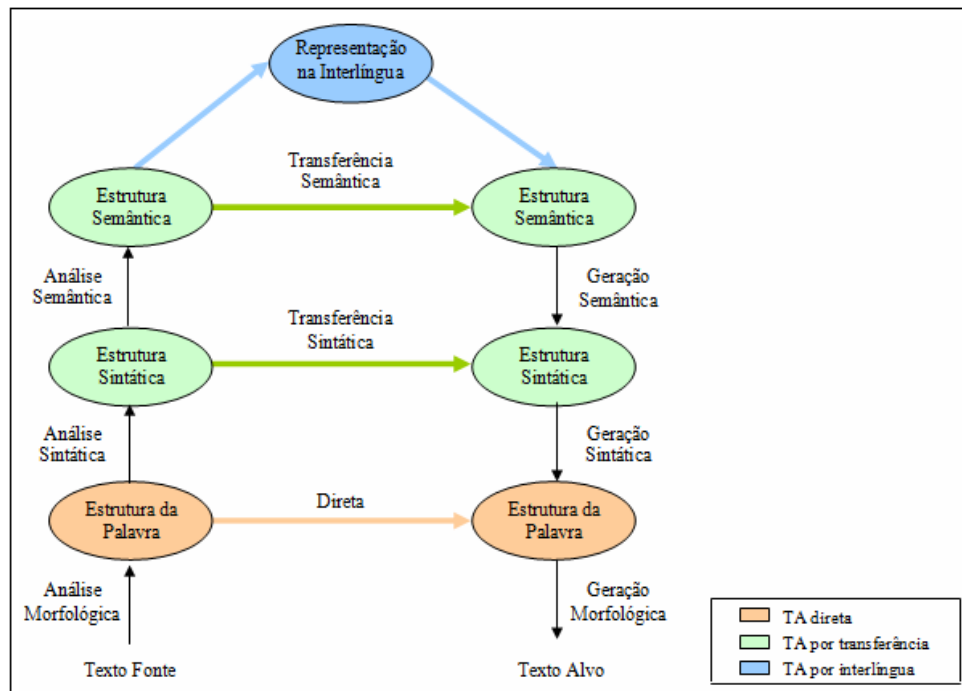 Representação
na Interlíngua
Transferência
Semântica
Estrutura
Semântica
Estrutura
Semântica
Análise
Semântica
Geração
Semântica
Transferência
Sintática
Estrutura
Sintática
Estrutura
Sintática
Análise
Sintática
Geração
Sintática
Direta
Estrutura da
Palavra
Estrutura da
Palavra
Análise
Morfológica
Geração
Morfológica
Texto Fonte
Texto Alvo
TA direta
TA por transferência
TA por interlíngua